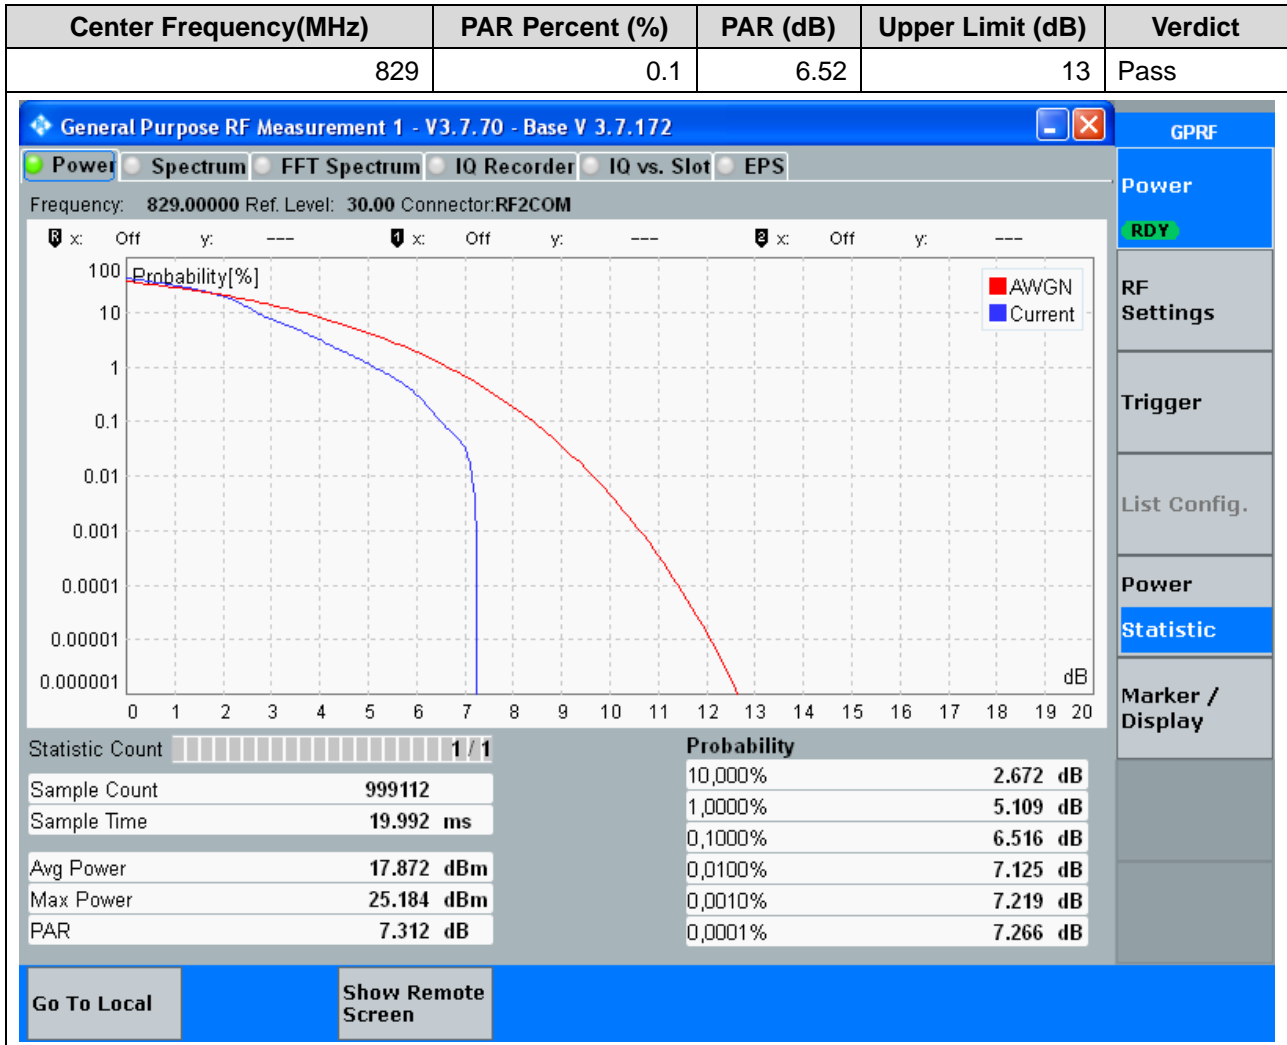 Center Frequency(MHz) PAR Percent (%) PAR (dB) Upper Limit (dB) Verdict
829 0.1 6.52 13 Pass
General Purpose RF Measurement 1 - V3.7.70 - Base V 3.7.172
GPRF
Power Spectrum FFT Spectrum IQ Recorder IQ vs. Slot EPS
Frequency: 829.00000 Ref. Level: 30.00 Connector:RF2COM
R x: Off y: --- 1 x: Off y: --- 2 x: Off y: ---
Probability[%]
AWGN
Current
100
10
1
0.1
0.01
0.001
0.0001
0.00001
0.000001
dB
0 1 2 3 4 5 6 7 8 9 10 11 12 13 14 15 16 17 18 19 20
Power
RDY
RF
Settings
Trigger
List Config.
Power
Statistic
Marker /
Display
Statistic Count 1 / 1
Sample Count 999112
Sample Time 19.992 ms
Avg Power 17.872 dBm
Max Power 25.184 dBm
PAR 7.312 dB
Probability
10,000% 2.672 dB
1,0000% 5.109 dB
0,1000% 6.516 dB
0,0100% 7.125 dB
0,0010% 7.219 dB
0,0001% 7.266 dB
Go To Local
Show Remote
Screen